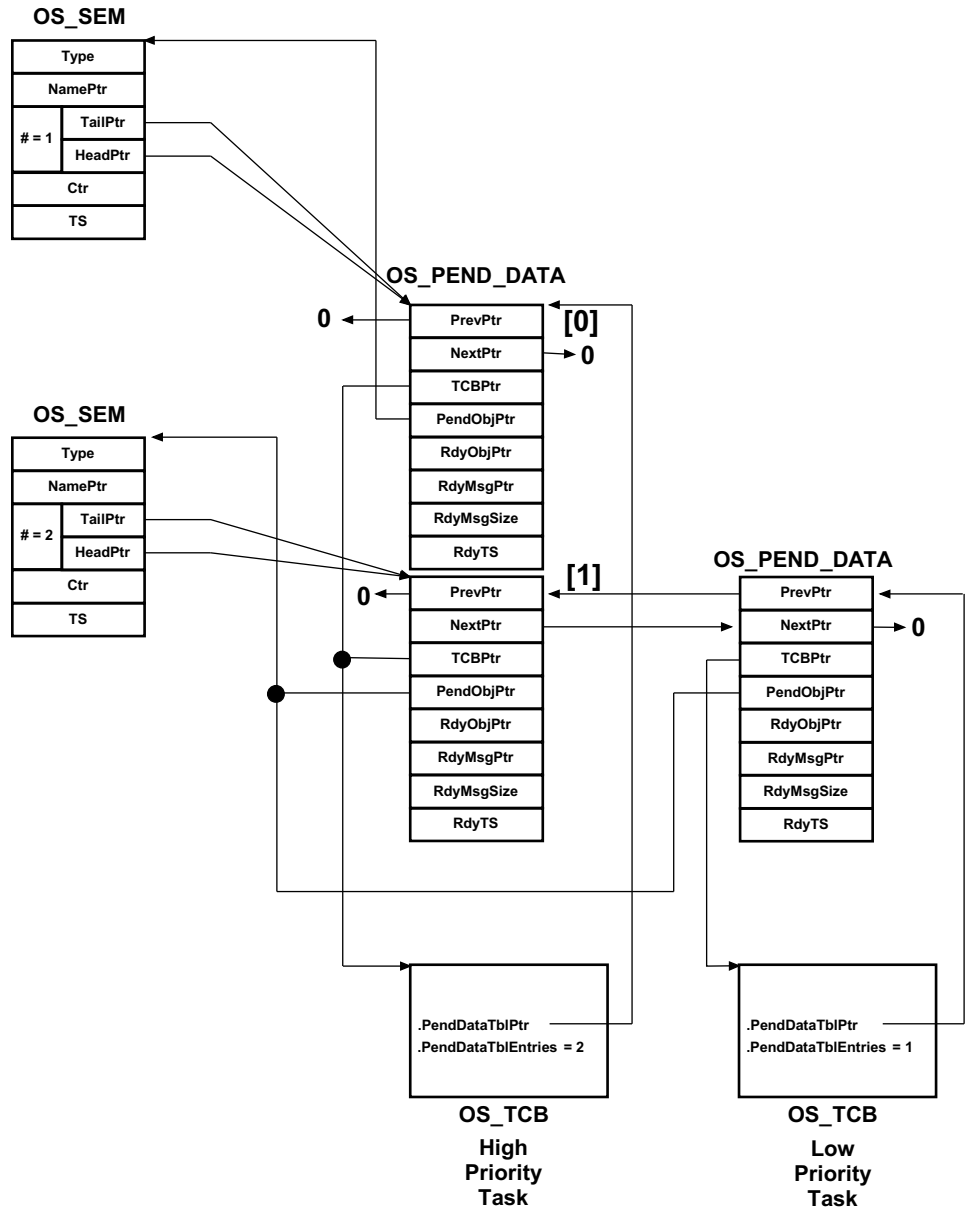 OS_SEM
Type
NamePtr
# = 1
TailPtr
HeadPtr
Ctr
TS
OS_PEND_DATA
0
PrevPtr
[0]
NextPtr
0
TCBPtr
PendObjPtr
RdyObjPtr
RdyMsgPtr
RdyMsgSize
RdyTS
OS_SEM
Type
NamePtr
# = 2
TailPtr
HeadPtr
Ctr
TS
0
PrevPtr
[1]
NextPtr
TCBPtr
PendObjPtr
RdyObjPtr
RdyMsgPtr
RdyMsgSize
RdyTS
OS_PEND_DATA
PrevPtr
NextPtr
0
TCBPtr
PendObjPtr
RdyObjPtr
RdyMsgPtr
RdyMsgSize
RdyTS
.PendDataTblPtr
.PendDataTblEntries = 2
OS_TCB
High
Priority
Task
.PendDataTblPtr
.PendDataTblEntries = 1
OS_TCB
Low
Priority
Task